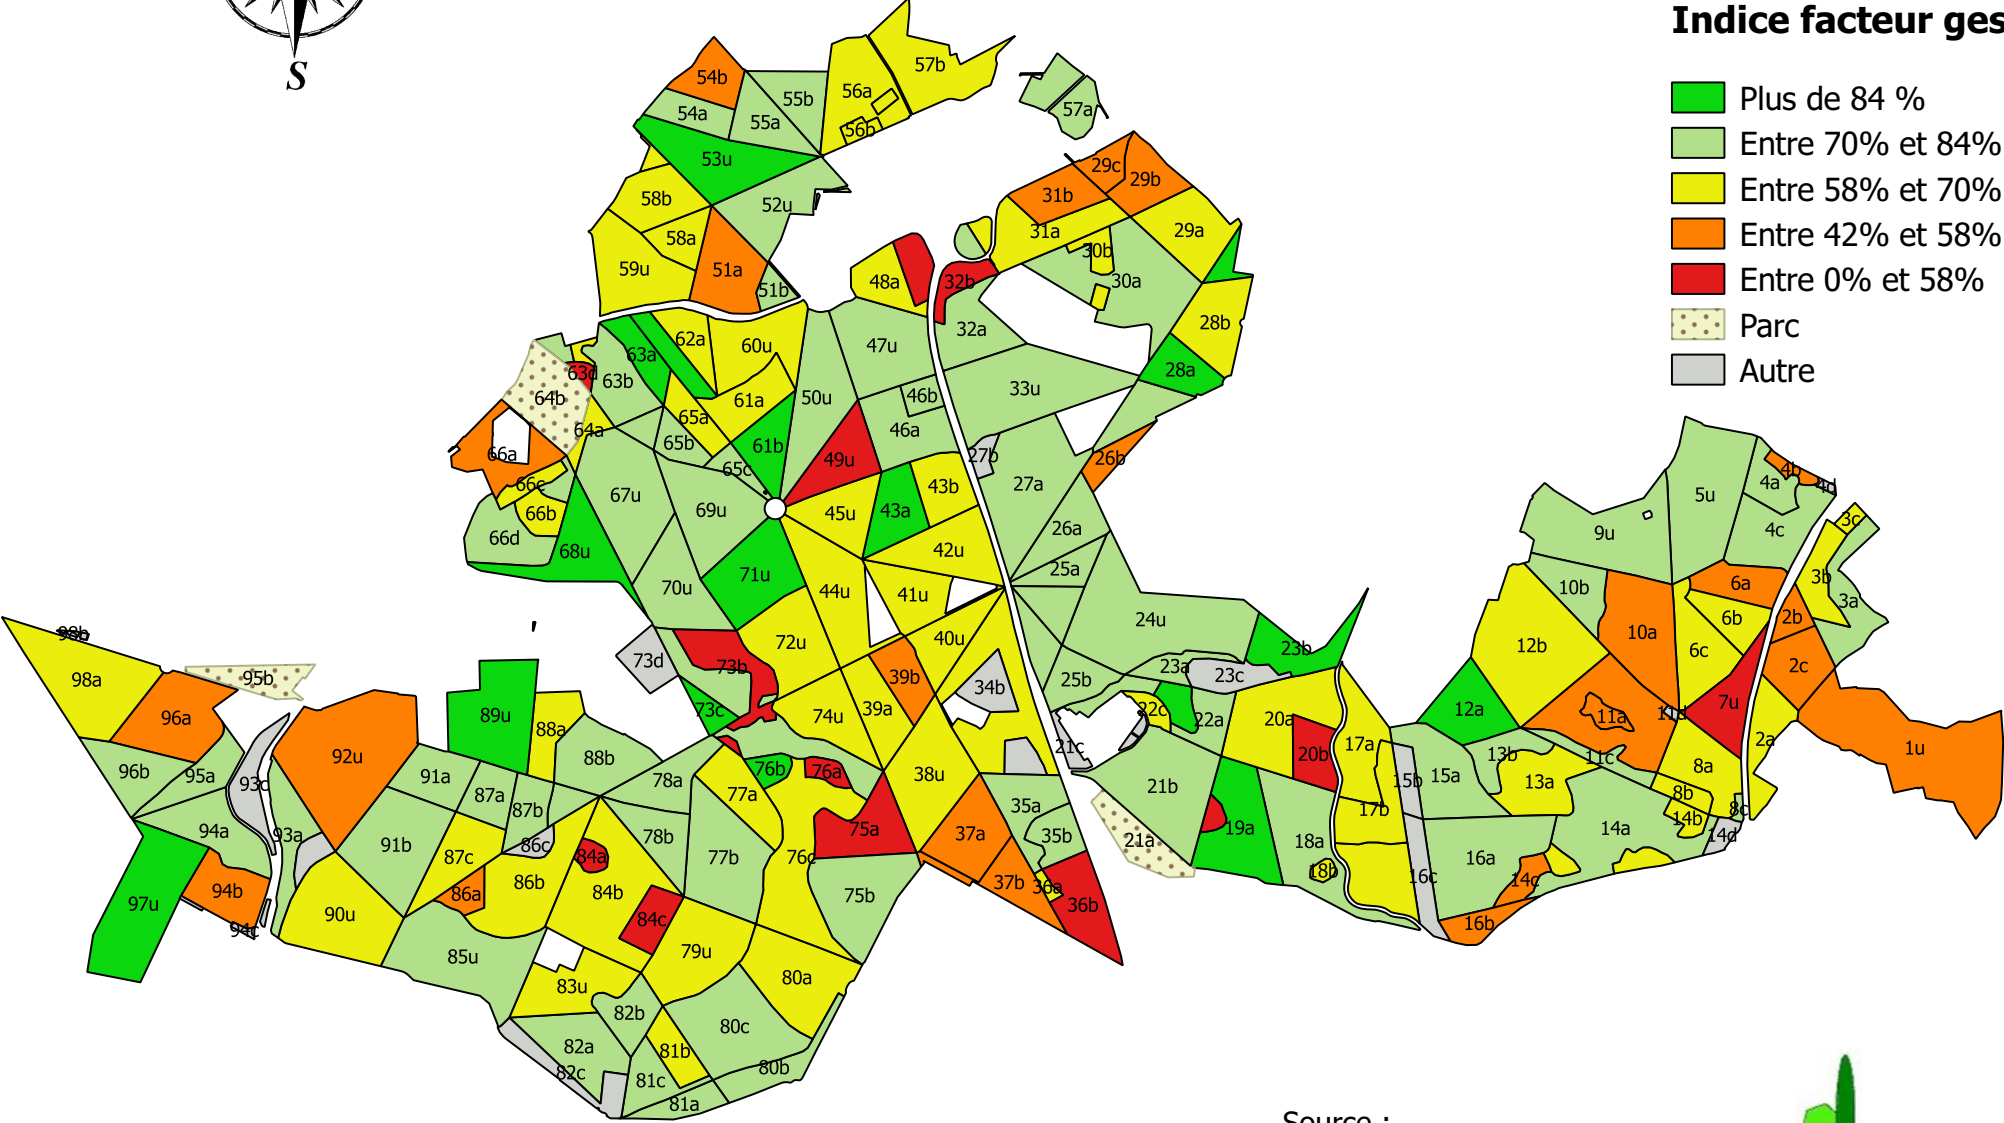 S
Indice facteur ges
Plus de 84 %
Entre 70% et 84%
Entre 58% et 70%
Entre 42% et 58%
Entre 0% et 58%
Parc
Autre
57b
54b
56a
55b
57a
54a
55a
56b
53u
29c
29b
31b
58b
52u
29a
31a
58a
30b
59u
51a
30a
48a
32b
51b
28b
32a
62a
60u
47u
63a
28a
63d
63b
33u
46b
64b
50u
61a
65a
64a
46a
65b
61b
66a
27b
26b
49u
65c
4b
4a
66c
27a
43b
4d
67u
5u
69u
43a
45u
66b
3c
26a
4c
9u
66d
42u
68u
25a
71u
3b
6a
70u
10b
44u
41u
3a
24u
6b
2b
98b
10a
40u
72u
12b
23b
6c
73d
73b
23a
2c
39b
95b
23c
98a
25b
34b
7u
39a
73c
22c
12a
96a
74u
89u
11a
11d
22a
20a
88a
2a
17a
21c
1u
13b
92u
20b
88b
11c
8a
76b
76a
96b
38u
95a
91a
15a
78a
15b
13a
93c
21b
77a
87a
8b
35a
17b
87b
8c
14b
19a
75a
14a
94a
37a
93a
35b
14d
78b
21a
18a
91b
86c
87c
84a
77b
76c
16a
18b
16c
86b
37b
14c
36a
94b
86a
84b
75b
97u
36b
90u
84c
16b
94c
79u
85u
80a
83u
82b
80c
82a
81b
80b
82c
81c
81a
Source :